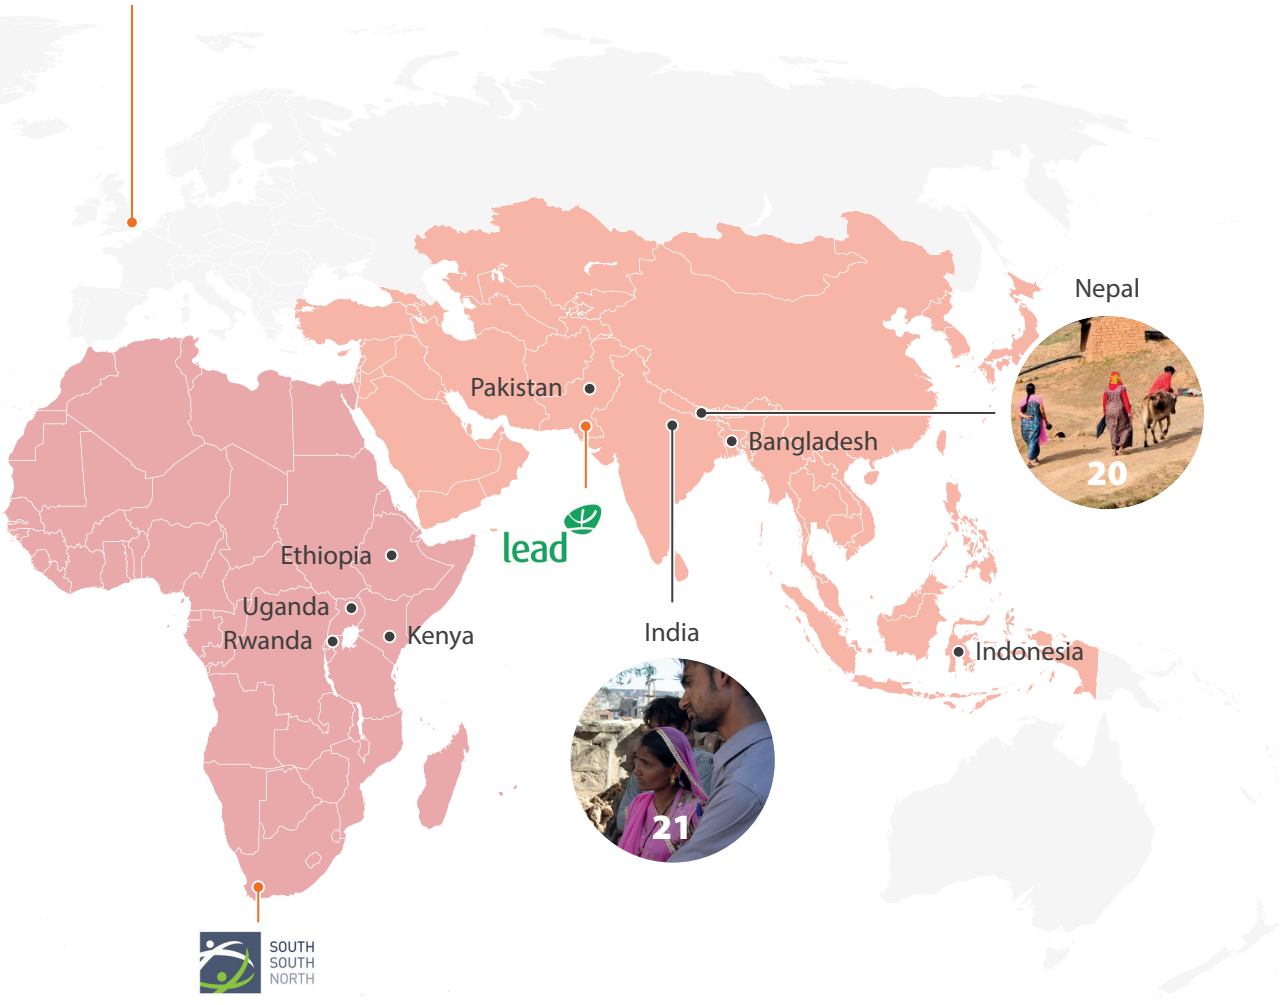 Nepal
20
Pakistan
Bangladesh
lead
Ethiopia
Uganda
Rwanda
Kenya
India
Indonesia
21
SOUTH
SOUTH
NORTH